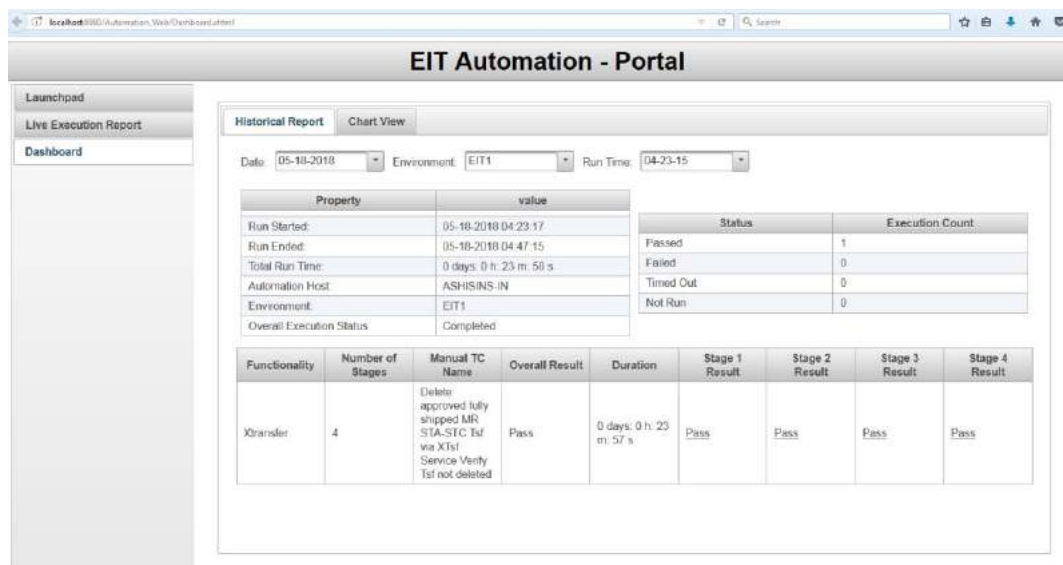 localhost:8080/Automation_Web/Dashboard.xhtml
Search
EIT Automation - Portal
Launchpad
Live Execution Report
Dashboard
Historical Report
Chart View
Date: 05-18-2018
Environment: EIT1
Run Time: 04-23-15
Property value
Run Started: 05-18-2018 04:23:17
Run Ended: 05-18-2018 04:47:15
Total Run Time: 0 days: 0 h: 23 m: 58 s
Automation Host ASHISINS-IN
Environment: EIT1
Overall Execution Status Completed
Status Execution Count
Passed 1
Failed 0
Timed Out 0
Not Run 0
Functionality
Number of
Stages
Manual TC
Name
Overall Result
Duration
Stage 1
Result
Stage 2
Result
Stage 3
Result
Stage 4
Result
Xtransfer
4
Delete
approved fully
shipped MR
STA-STC Tsf
via XTsf
Service Verify
Tsf not deleted
Pass
0 days: 0 h: 23
m: 57 s
Pass
Pass
Pass
Pass